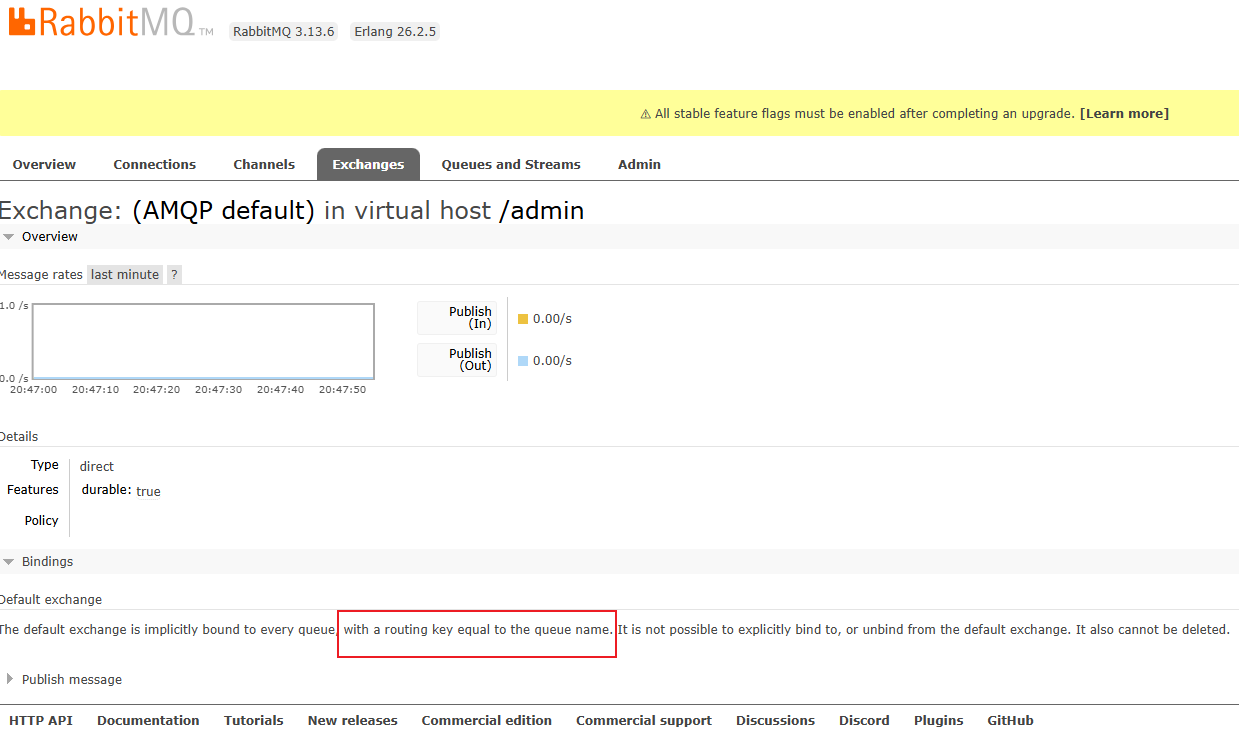 RabbitMQ TM RabbitMQ 3.13.6 Erlang 26.2.5
⚠ All stable feature flags must be enabled after completing an upgrade. [Learn more]
Overview Connections Channels Exchanges Queues and Streams Admin
Exchange: (AMQP default) in virtual host /admin
Overview
Message rates last minute ?
1.0 /s
0.0 /s
20:47:00 20:47:10 20:47:20 20:47:30 20:47:40 20:47:50
Publish
(In)
0.00/s
Publish
(Out)
0.00/s
Details
Type direct
Features durable: true
Policy
Bindings
Default exchange
The default exchange is implicitly bound to every queue, with a routing key equal to the queue name. It is not possible to explicitly bind to, or unbind from the default exchange. It also cannot be deleted.
Publish message
HTTP API Documentation Tutorials New releases Commercial edition Commercial support Discussions Discord Plugins GitHub